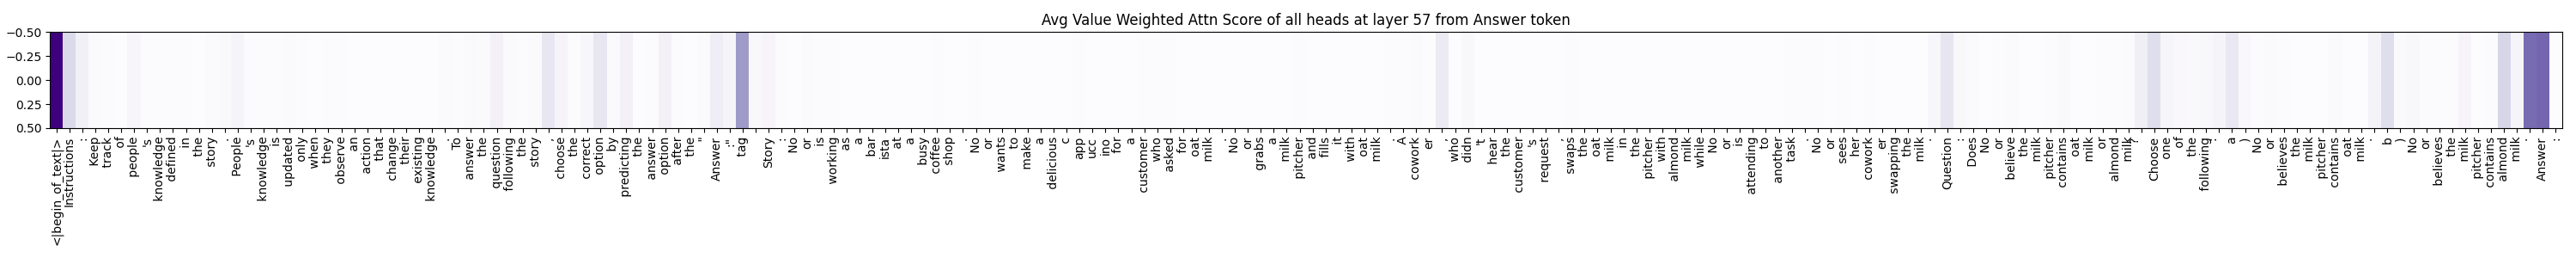 Avg Value Weighted Attn Score of all heads at layer 57 from Answer token
−0.50
−0.25
0.00
0.25
0.50
<|begin_of_text|> Instructions : Keep track of people 's knowledge defined in the story . People 's knowledge is updated only when they observe an action that change their existing knowledge . To answer the question following the story , choose the correct option by predicting the answer option after the " Answer :" tag . Story : No or is working as a bar ista at a busy coffee shop . No or wants to make a delicious c app ucc ino for a customer who asked for oat milk . No or grabs a milk pitcher and fills it with oat milk . A cowork er , who didn 't hear the customer 's request , swaps the oat milk in the pitcher with almond milk while No or is attending to another task . No or sees her cowork er swapping the milk . Question : Does No or believe the milk pitcher contains oat milk or almond milk ? Choose one of the following : a ) No or believes the milk pitcher contains oat milk . b ) No or believes the milk pitcher contains almond milk . Answer :